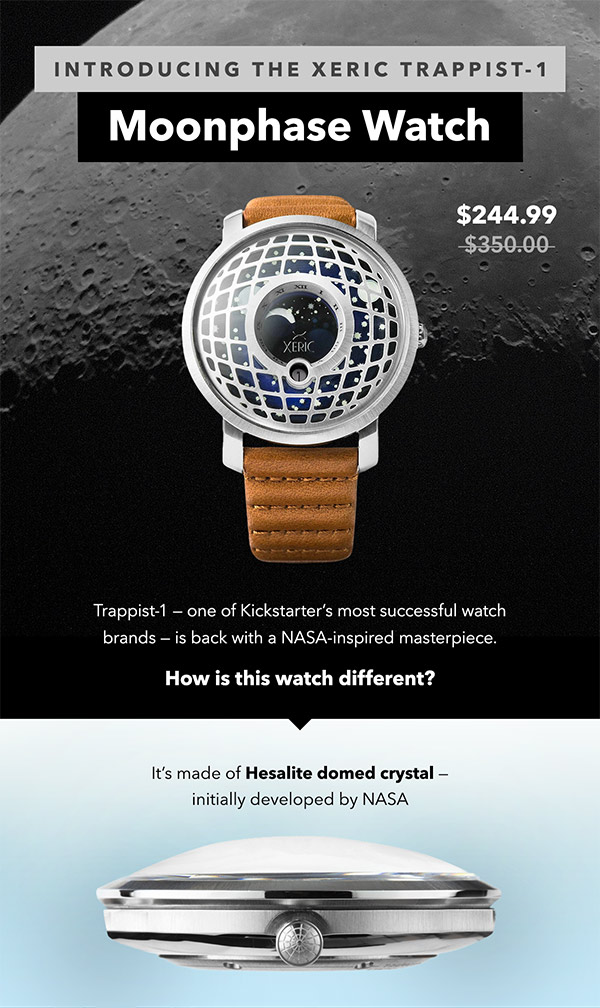 INTRODUCING THE XERIC TRAPPIST-1
Moonphase Watch
$244.99
$350.00
XI XII I
XERIC
1
Trappist-1 – one of Kickstarter's most successful watch
brands – is back with a NASA-inspired masterpiece.
How is this watch different?
It's made of Hesalite domed crystal –
initially developed by NASA